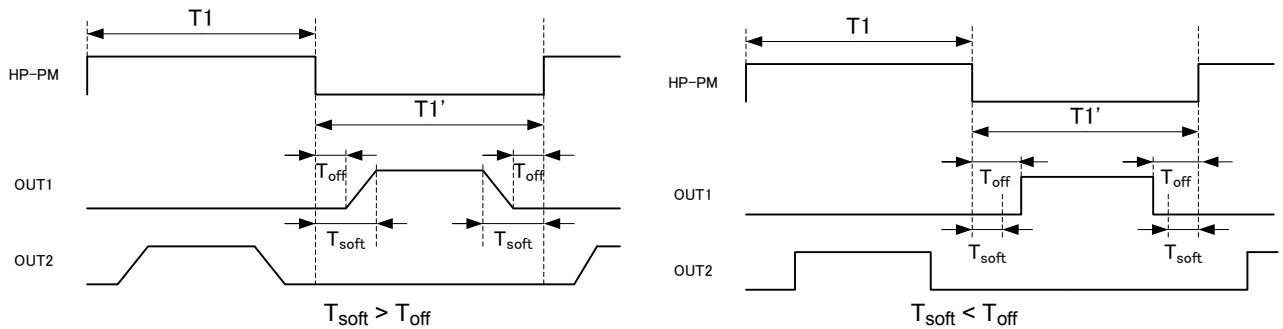 T1
HP-PM
T1’
Toff
Toff
OUT1
Tsoft
Tsoft
OUT2
Tsoft > Toff
T1
HP-PM
T1’
Toff
Toff
OUT1
Tsoft
Tsoft
OUT2
Tsoft < Toff